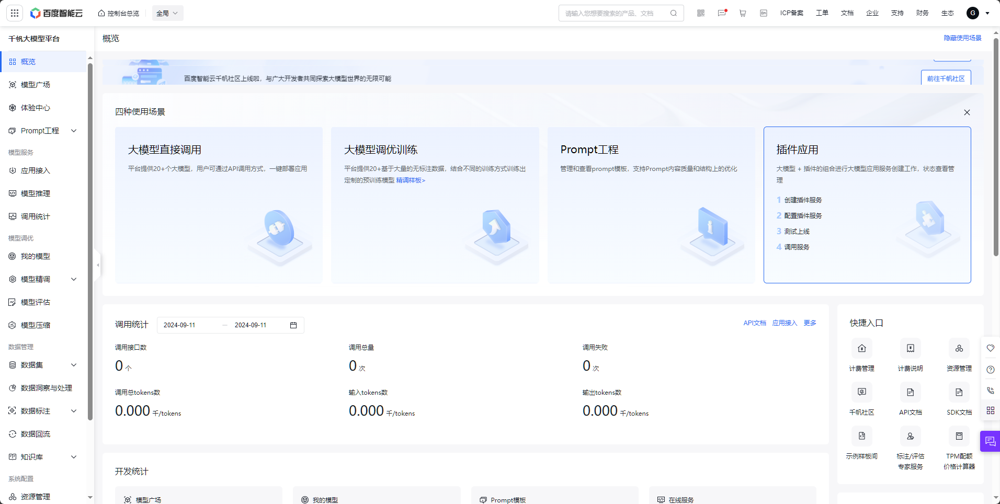 百度智能云
控制台总览
全局
请输入您想要搜索的产品、文档
En
ICP备案
工单
文档
企业
支持
财务
生态
G
千帆大模型平台
概览
模型广场
体验中心
Prompt工程
模型服务
应用接入
模型推理
调用统计
模型调优
我的模型
模型精调
模型评估
模型压缩
数据管理
数据集
数据洞察与处理
数据标注
数据回流
知识库
系统配置
资源管理
概览
隐藏使用场景
百度智能云千帆社区上线啦，与广大开发者共同探索大模型世界的无限可能
前往千帆社区
四种使用场景
大模型直接调用
平台提供20+个大模型，用户可通过API调用方式，一键部署应用
大模型调优训练
平台提供20+基于大量的无标注数据，结合不同的训练方式训练出
定制的预训练模型 精调样板>
Prompt工程
管理和查看prompt模板，支持Prompt内容质量和结构上的优化
插件应用
大模型 + 插件的组合进行大模型应用服务创建工作，状态查看管
理
1 创建插件服务
2 配置插件服务
3 测试上线
4 调用服务
调用统计
2024-09-11 — 2024-09-11
API文档 应用接入 更多
调用接口数
0 个
调用总量
0 次
调用失败
0 次
调用总tokens数
0.000 千/tokens
输入tokens数
0.000 千/tokens
输出tokens数
0.000 千/tokens
快捷入口
计费管理
计费说明
资源管理
千帆社区
API文档
SDK文档
示例样板间
标注/评估
专家服务
TPM配额
价格计算器
开发统计
模型广场
我的模型
Prompt模板
在线服务